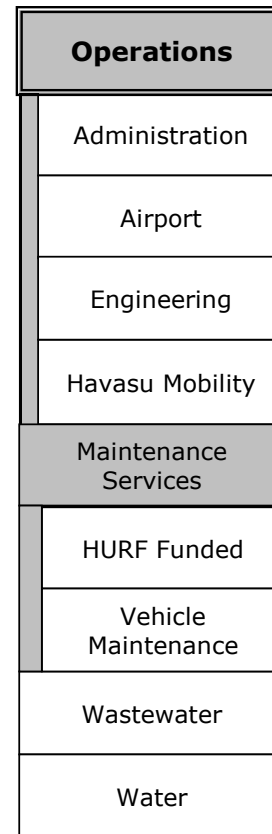 Operations
Administration
Airport
Engineering
Havasu Mobility
Maintenance
Services
HURF Funded
Vehicle
Maintenance
Wastewater
Water